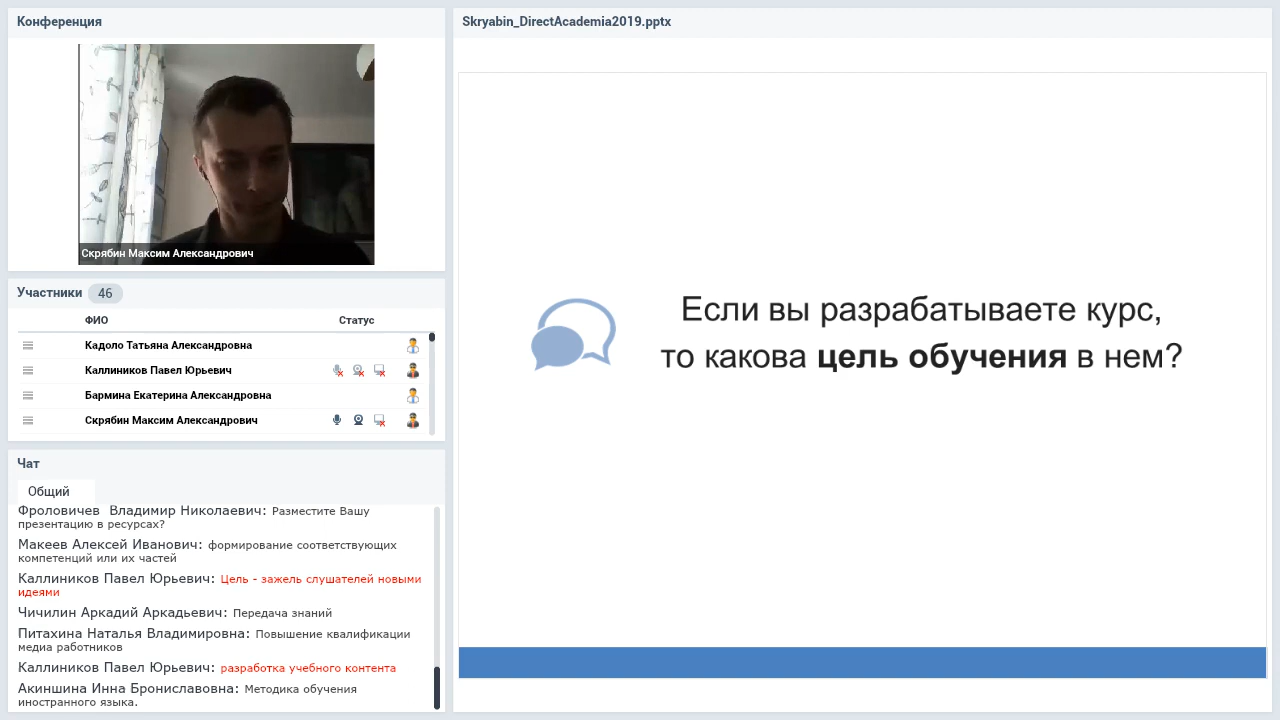 Конференция
Скрябин Максим Александрович
Участники 46
ФИО Статус
Кадоло Татьяна Александровна
Каллиников Павел Юрьевич
Бармина Екатерина Александровна
Скрябин Максим Александрович
Чат
Общий
Фроловичев Владимир Николаевич: Разместите Вашу
презентацию в ресурсах?
Макеев Алексей Иванович: формирование соответствующих
компетенций или их частей
Каллиников Павел Юрьевич: Цель - зажель слушателей новыми
идеями
Чичилин Аркадий Аркадьевич: Передача знаний
Питахина Наталья Владимировна: Повышение квалификации
медиа работников
Каллиников Павел Юрьевич: разработка учебного контента
Акиншина Инна Брониславовна: Методика обучения
иностранного языка.
Skryabin_DirectAcademia2019.pptx
Если вы разрабатываете курс,
то какова цель обучения в нем?